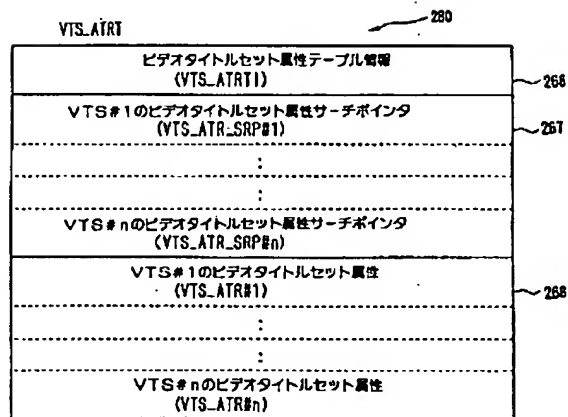 VTS_ATRT
280
ビデオタイトルセット属性テーブル情報
(VTS_ATRTI)
266
VTS#1のビデオタイトルセット属性サーチポインタ
(VTS_ATR_SRP#1)
267
:
:
VTS#nのビデオタイトルセット属性サーチポインタ
(VTS_ATR_SRP#n)
VTS#1のビデオタイトルセット属性
(VTS_ATR#1)
268
:
:
VTS#nのビデオタイトルセット属性
(VTS_ATR#n)